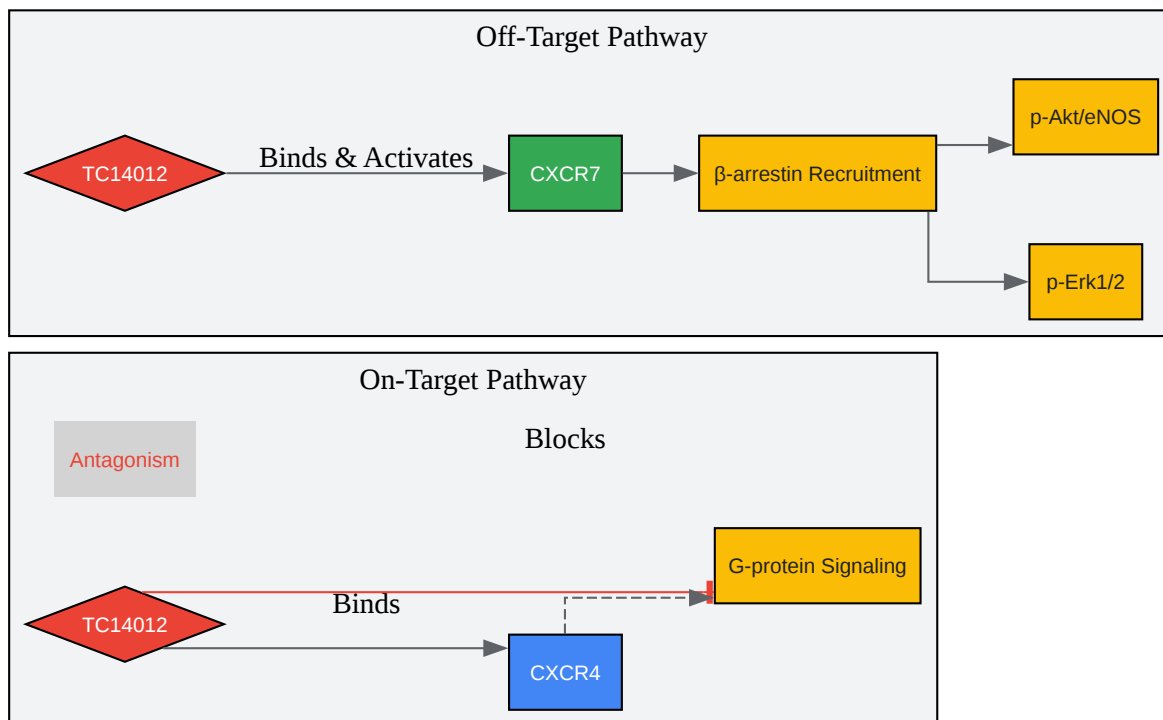 Off-Target Pathway
TC14012
Binds & Activates
CXCR7
β-arrestin Recruitment
p-Akt/eNOS
p-Erk1/2
On-Target Pathway
Antagonism
Blocks
G-protein Signaling
TC14012
Binds
CXCR4